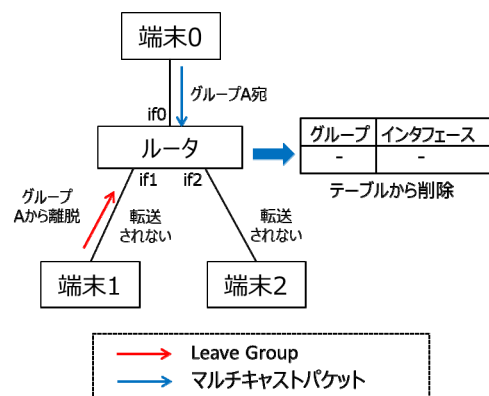 端末0
グループA宛
if0
ルータ
if1
if2
グループ
Aから離脱
転送
されない
転送
されない
端末1
端末2
グループ
インタフェース
-
-
テーブルから削除
Leave Group
マルチキャストパケット